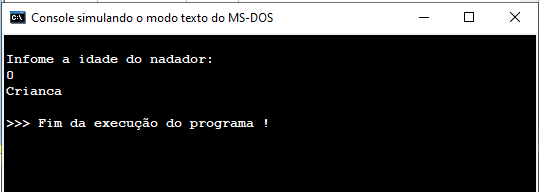 Console simulando o modo texto do MS-DOS
Infome a idade do nadador:
0
Crianca
>>> Fim da execução do programa !